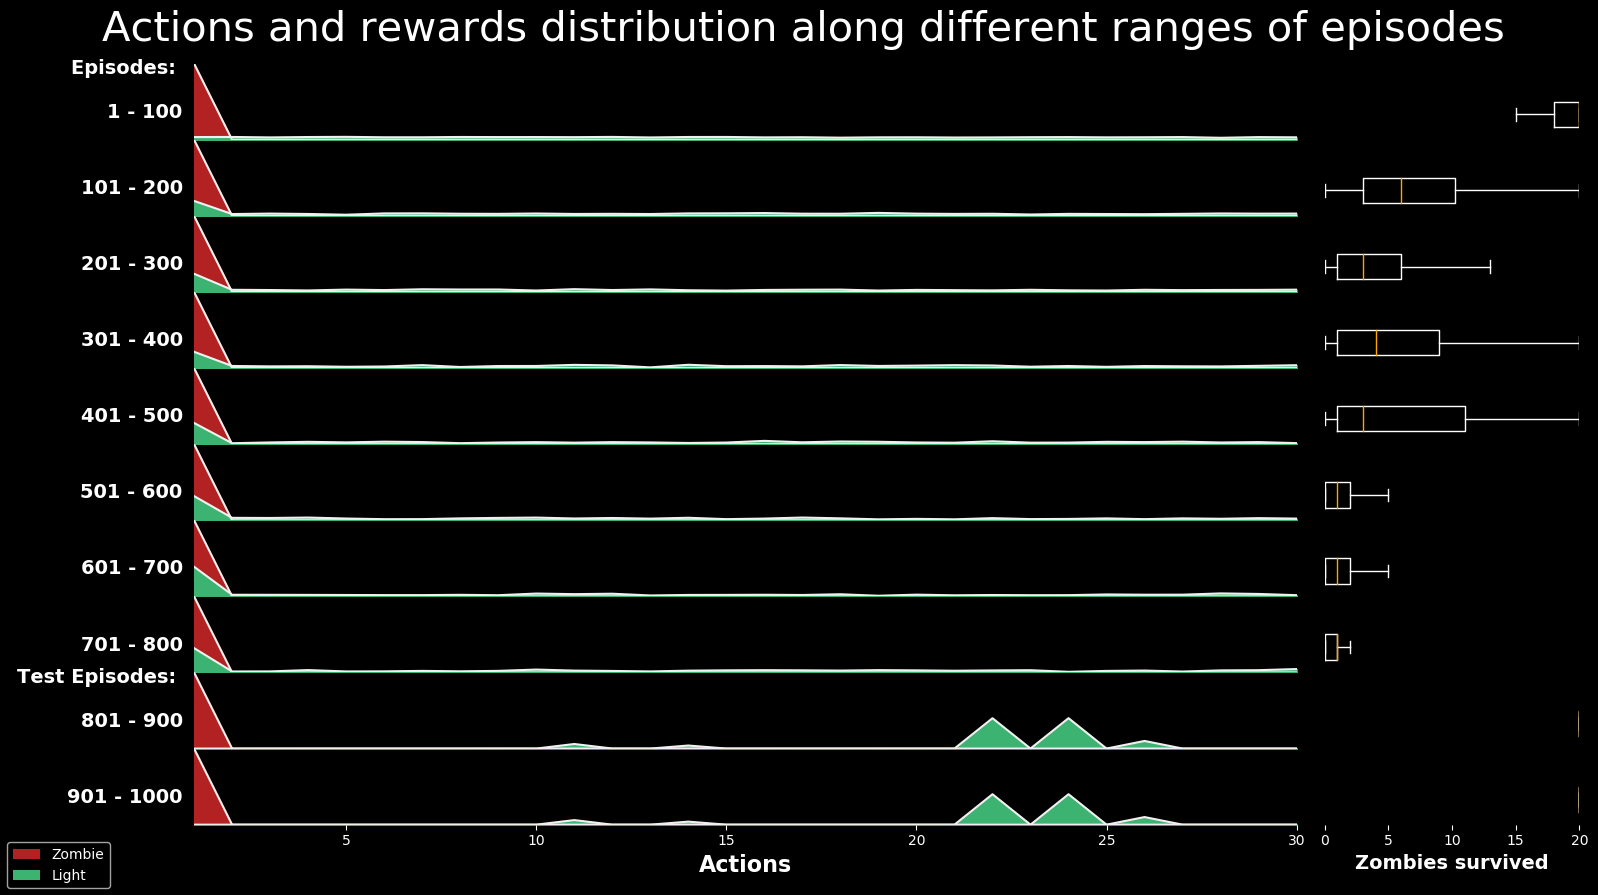 Actions and rewards distribution along different ranges of episodes
Episodes:
1 - 100
101 - 200
201 - 300
301 - 400
401 - 500
501 - 600
601 - 700
701 - 800
Test Episodes:
801 - 900
901 - 1000
5 10 15 20 25 30
Actions
0 5 10 15 20
Zombies survived
Zombie
Light